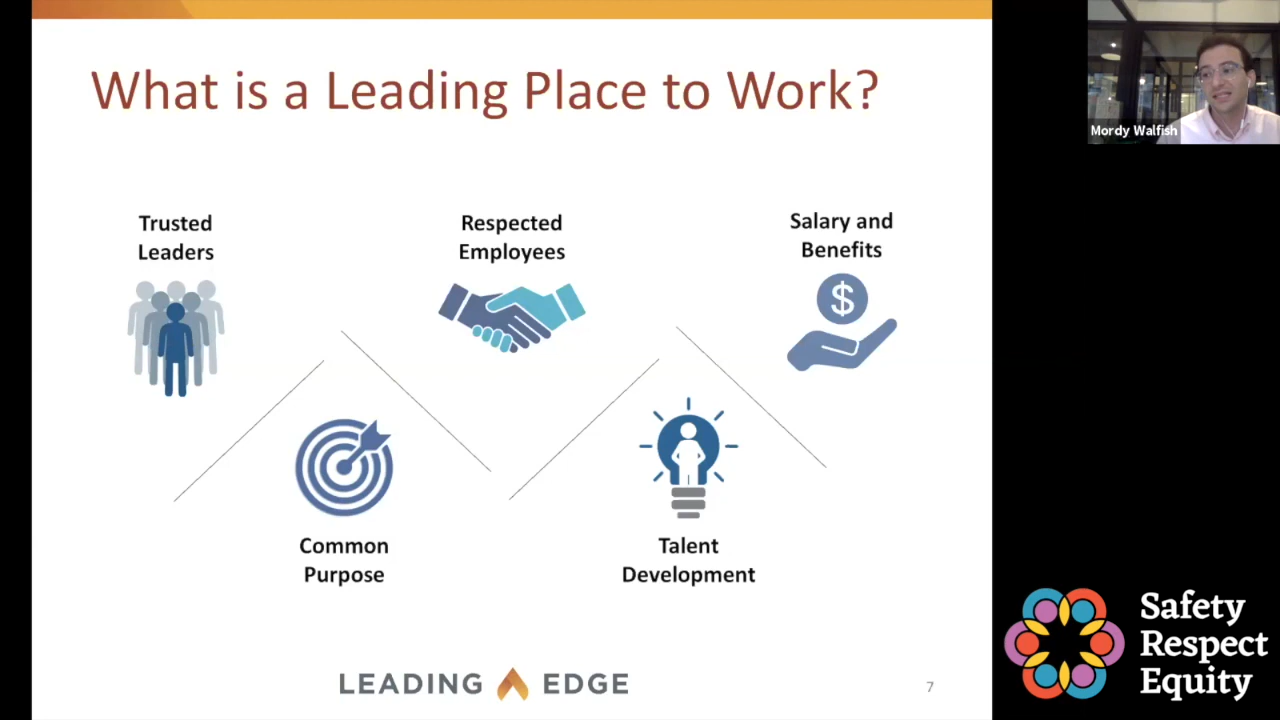 What is a Leading Place to Work?
Mordy Walfish
Trusted
Leaders
Respected
Employees
Salary and
Benefits
$
Common
Purpose
Talent
Development
LEADING EDGE
7
Safety
Respect
Equity